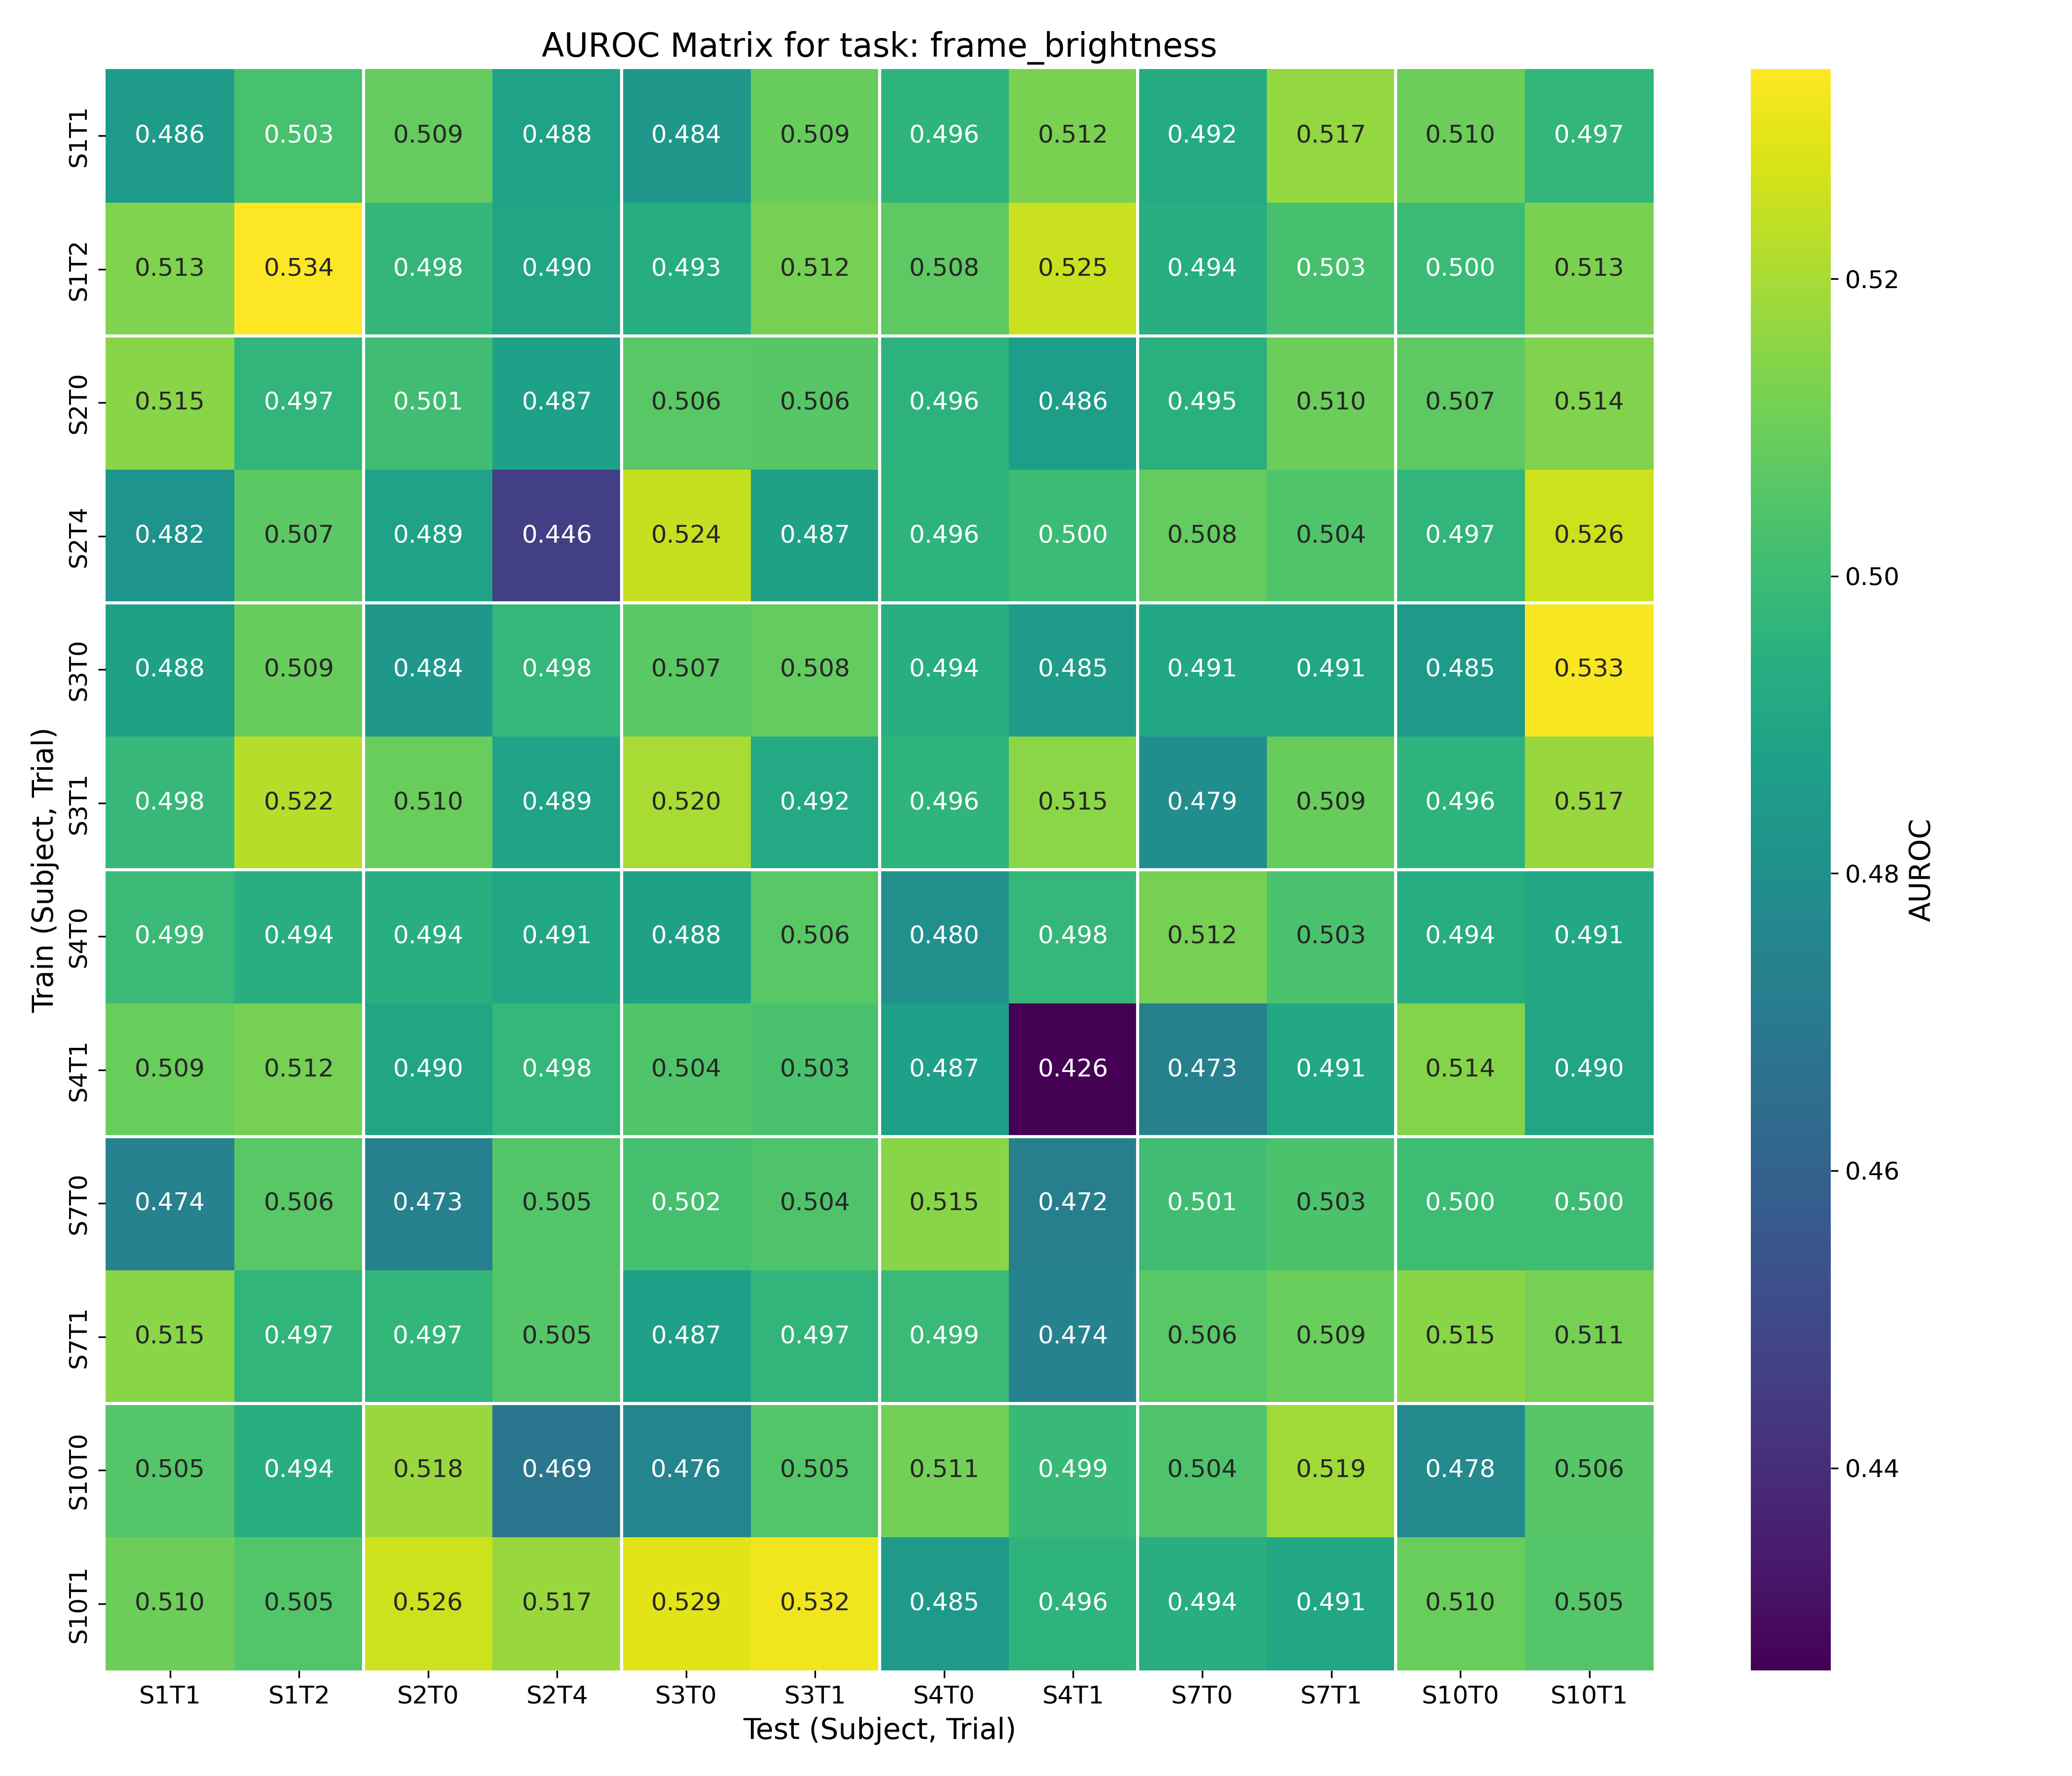 AUROC Matrix for task: frame_brightness
S1T1 0.486 0.503 0.509 0.488 0.484 0.509 0.496 0.512 0.492 0.517 0.510 0.497
S1T2 0.513 0.534 0.498 0.490 0.493 0.512 0.508 0.525 0.494 0.503 0.500 0.513
S2T0 0.515 0.497 0.501 0.487 0.506 0.506 0.496 0.486 0.495 0.510 0.507 0.514
S2T4 0.482 0.507 0.489 0.446 0.524 0.487 0.496 0.500 0.508 0.504 0.497 0.526
S3T0 0.488 0.509 0.484 0.498 0.507 0.508 0.494 0.485 0.491 0.491 0.485 0.533
S3T1 0.498 0.522 0.510 0.489 0.520 0.492 0.496 0.515 0.479 0.509 0.496 0.517
S4T0 0.499 0.494 0.494 0.491 0.488 0.506 0.480 0.498 0.512 0.503 0.494 0.491
S4T1 0.509 0.512 0.490 0.498 0.504 0.503 0.487 0.426 0.473 0.491 0.514 0.490
S7T0 0.474 0.506 0.473 0.505 0.502 0.504 0.515 0.472 0.501 0.503 0.500 0.500
S7T1 0.515 0.497 0.497 0.505 0.487 0.497 0.499 0.474 0.506 0.509 0.515 0.511
S10T0 0.505 0.494 0.518 0.469 0.476 0.505 0.511 0.499 0.504 0.519 0.478 0.506
S10T1 0.510 0.505 0.526 0.517 0.529 0.532 0.485 0.496 0.494 0.491 0.510 0.505
S1T1 S1T2 S2T0 S2T4 S3T0 S3T1 S4T0 S4T1 S7T0 S7T1 S10T0 S10T1
Test (Subject, Trial)
Train (Subject, Trial)
0.52
0.50
0.48
0.46
0.44
AUROC